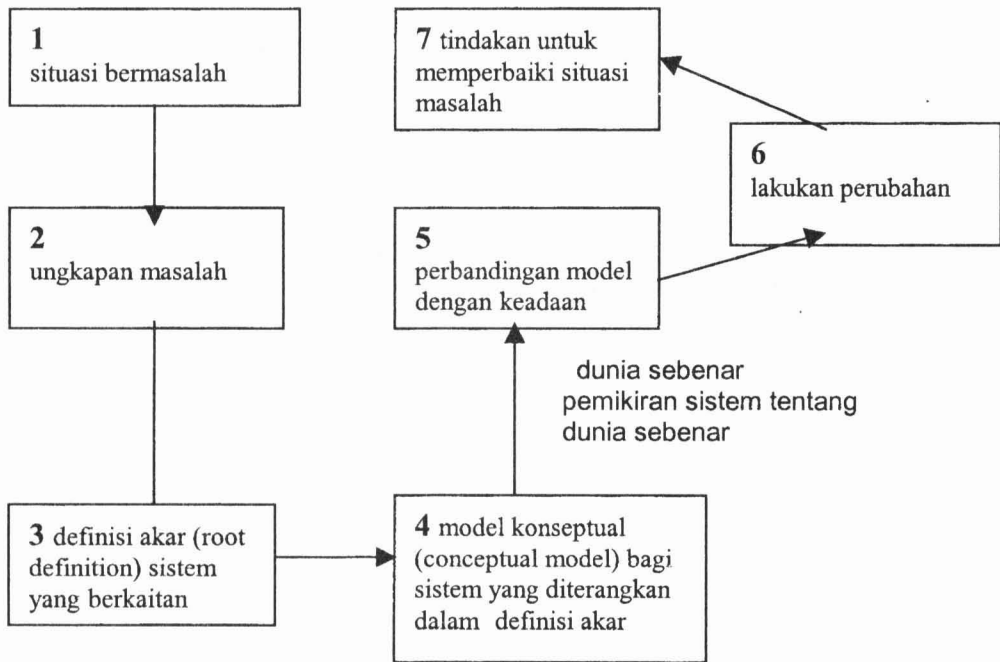 1
situasi bermasalah
2
ungkapan masalah
3 definisi akar (root
definition) sistem
yang berkaitan
4 model konseptual
(conceptual model) bagi
sistem yang diterangkan
dalam definisi akar
5
perbandingan model
dengan keadaan
dunia sebenar
pemikiran sistem tentang
dunia sebenar
6
lakukan perubahan
7 tindakan untuk
memperbaiki situasi
masalah